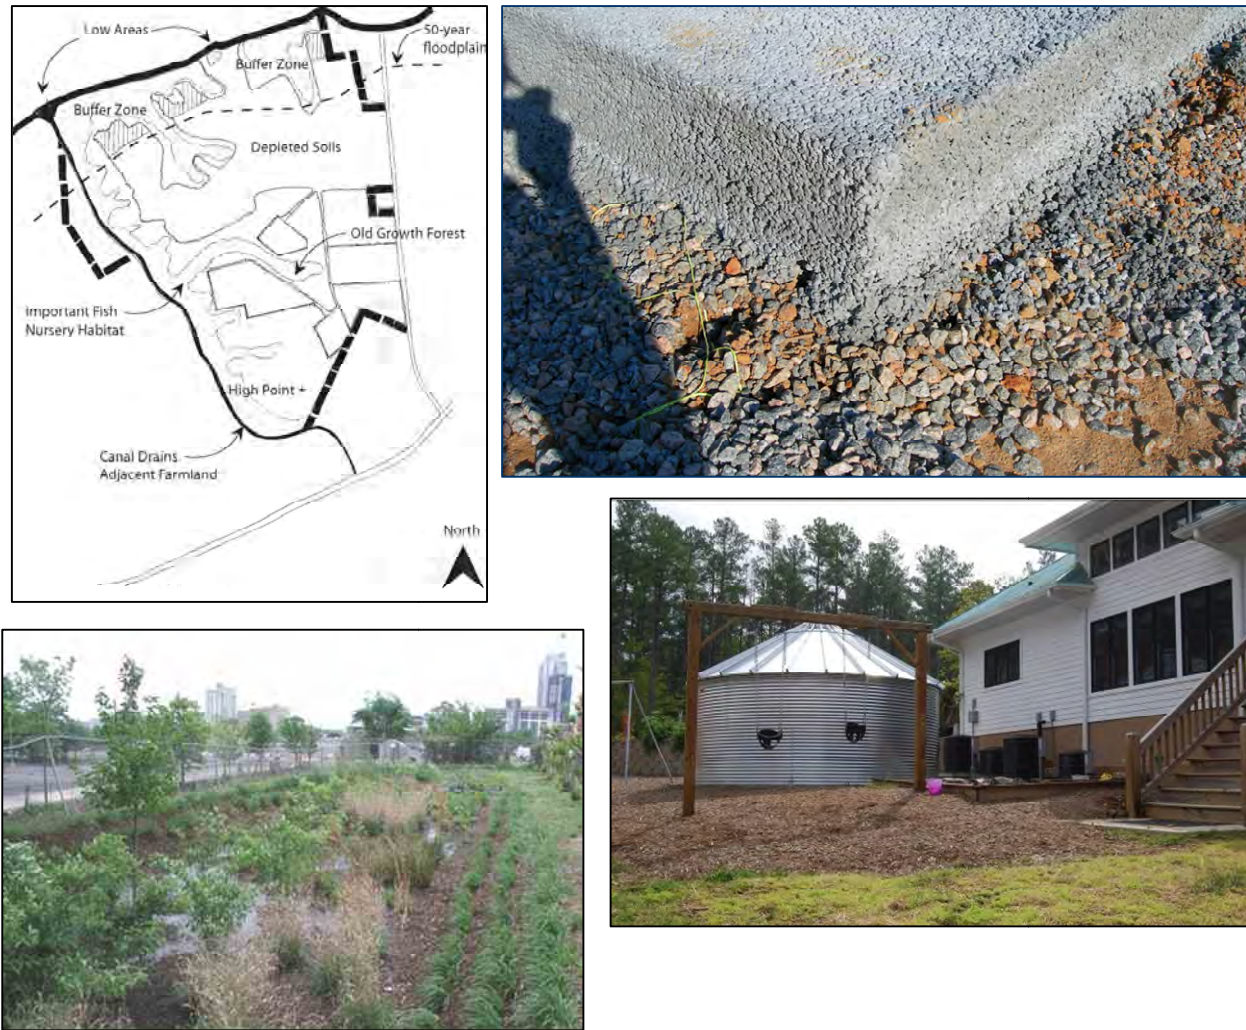 Low Areas
50-year
floodplain
Buffer Zone
Buffer Zone
Depleted Soils
Old Growth Forest
Important Fish
Nursery Habitat
High Point +
Canal Drains
Adjacent Farmland
North